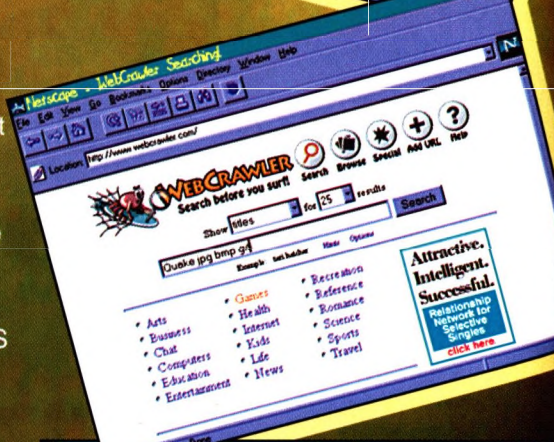 Netscape - WebCrawler Searching!
File Edit View Go Bookmarks Options Directory Window Help
N
Location: http://www.webcrawler.com/
WEBCRAWLER
Search before you surf!
Search Browse Special Add URL Help
Show titles for 25 results
Quake jpg bmp gif
Search
Example Hints Options
• Arts
• Business
• Chat
• Computers
• Education
• Entertainment
• Games
• Health
• Internet
• Kids
• Life
• News
• Recreation
• Reference
• Romance
• Science
• Sports
• Travel
Attractive.
Intelligent.
Successful.
Relationship
Network for
Selective
Singles
click here